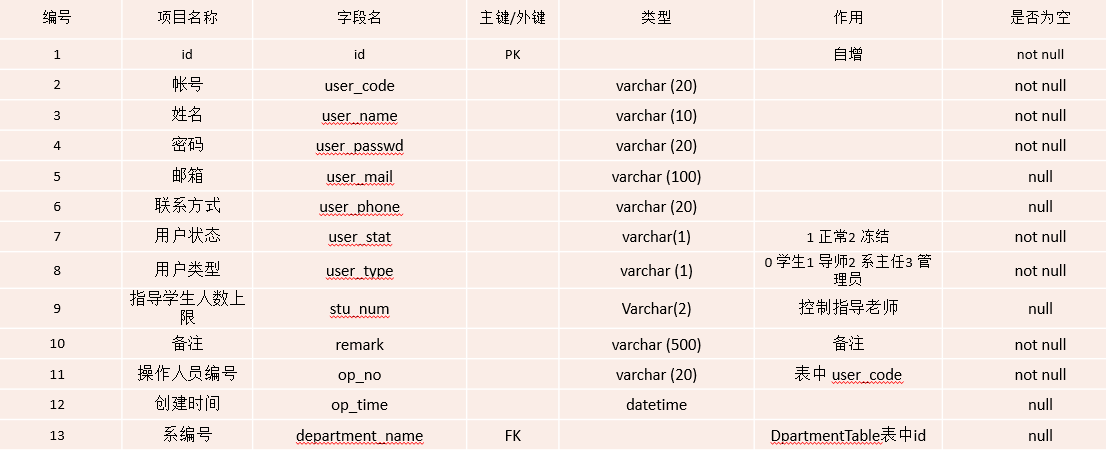 编号 项目名称 字段名 主键/外键 类型 作用 是否为空
1 id id PK 自增 not null
2 帐号 user_code varchar (20) not null
3 姓名 user_name varchar (10) not null
4 密码 user_passwd varchar (20) not null
5 邮箱 user_mail varchar (100) null
6 联系方式 user_phone varchar (20) null
7 用户状态 user_stat varchar(1) 1 正常2 冻结 not null
8 用户类型 user_type varchar (1) 0 学生1 导师2 系主任3 管
理员 not null
9 指导学生人数上
限 stu_num Varchar(2) 控制指导老师 null
10 备注 remark varchar (500) 备注 not null
11 操作人员编号 op_no varchar (20) 表中 user_code not null
12 创建时间 op_time datetime null
13 系编号 department_name FK DpartmentTable表中id null